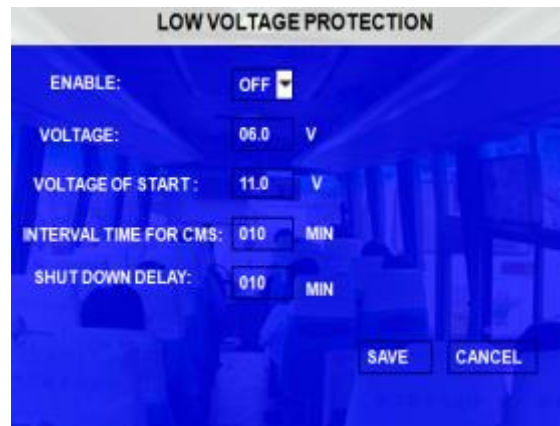 LOW VOLTAGE PROTECTION
ENABLE: OFF
VOLTAGE: 06.0 V
VOLTAGE OF START : 11.0 V
INTERVAL TIME FOR CMS: 010 MIN
SHUT DOWN DELAY: 010 MIN
SAVE CANCEL